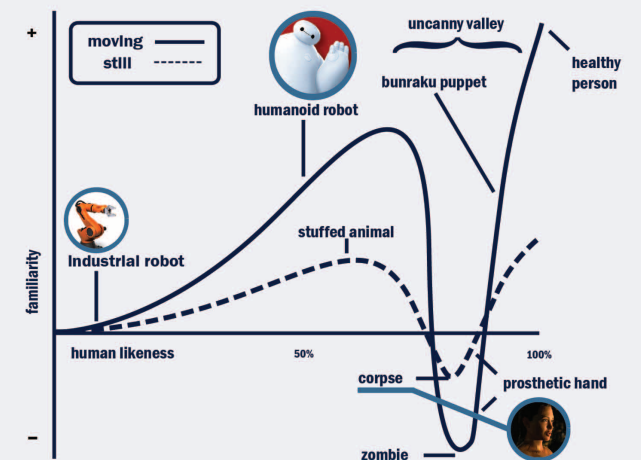 +
uncanny valley
moving
still
healthy
person
bunraku puppet
humanoid robot
stuffed animal
industrial robot
familiarity
human likeness
50%
100%
corpse
prosthetic hand
–
zombie